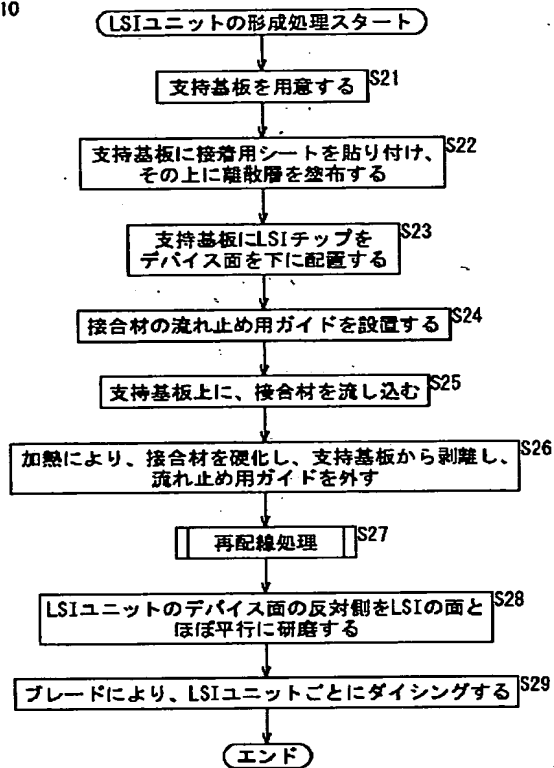 10
LSIユニットの形成処理スタート
支持基板を用意する
S21
支持基板に接着用シートを貼り付け、
その上に離散層を塗布する
S22
支持基板にLSIチップを
デバイス面を下に配置する
S23
接合材の流れ止め用ガイドを設置する
S24
支持基板上に、接合材を流し込む
S25
加熱により、接合材を硬化し、支持基板から剥離し、
流れ止め用ガイドを外す
S26
再配線処理
S27
LSIユニットのデバイス面の反対側をLSIの面と
ほぼ平行に研磨する
S28
ブレードにより、LSIユニットごとにダイシングする
S29
エンド